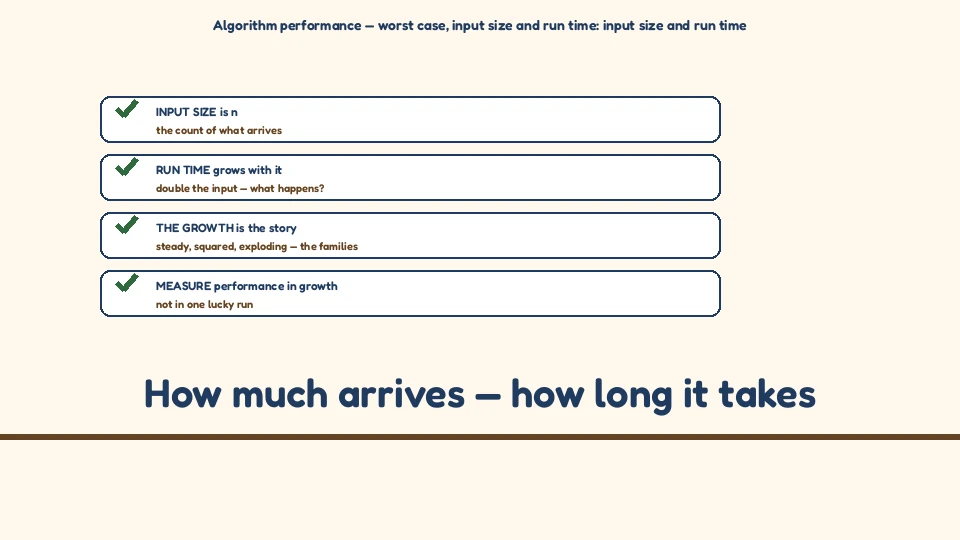 Algorithm performance — worst case, input size and run time: input size and run time
INPUT SIZE is n
the count of what arrives
RUN TIME grows with it
double the input — what happens?
THE GROWTH is the story
steady, squared, exploding — the families
MEASURE performance in growth
not in one lucky run
How much arrives — how long it takes